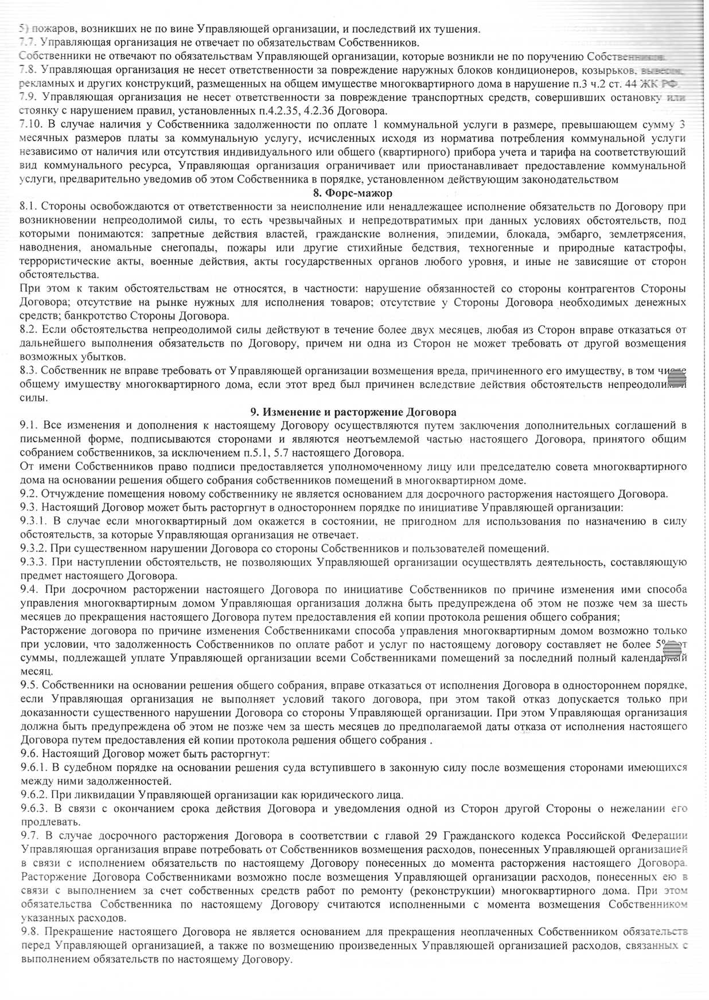 5) пожаров, возникших не по вине Управляющей организации, и последствий их тушения.
7.7. Управляющая организация не отвечает по обязательствам Собственников.
Собственники не отвечают по обязательствам Управляющей организации, которые возникли не по поручению Собственников.
7.8. Управляющая организация не несет ответственности за повреждение наружных блоков кондиционеров, козырьков, вывесок,
рекламных и других конструкций, размещенных на общем имуществе многоквартирного дома в нарушение п.3 ч.2 ст. 44 ЖК РФ.
7.9. Управляющая организация не несет ответственности за повреждение транспортных средств, совершивших остановку или
стоянку с нарушением правил, установленных п.4.2.35, 4.2.36 Договора.
7.10. В случае наличия у Собственника задолженности по оплате 1 коммунальной услуги в размере, превышающем сумму 3
месячных размеров платы за коммунальную услугу, исчисленных исходя из норматива потребления коммунальной услуги
независимо от наличия или отсутствия индивидуального или общего (квартирного) прибора учета и тарифа на соответствующий
вид коммунального ресурса, Управляющая организация ограничивает или приостанавливает предоставление коммунальной
услуги, предварительно уведомив об этом Собственника в порядке, установленном действующим законодательством
8. Форс-мажор
8.1. Стороны освобождаются от ответственности за неисполнение или ненадлежащее исполнение обязательств по Договору при
возникновении непреодолимой силы, то есть чрезвычайных и непредотвратимых при данных условиях обстоятельств, под
которыми понимаются: запретные действия властей, гражданские волнения, эпидемии, блокада, эмбарго, землетрясения,
наводнения, аномальные снегопады, пожары или другие стихийные бедствия, техногенные и природные катастрофы,
террористические акты, военные действия, акты государственных органов любого уровня, и иные не зависящие от сторон
обстоятельства.
При этом к таким обстоятельствам не относятся, в частности: нарушение обязанностей со стороны контрагентов Стороны
Договора; отсутствие на рынке нужных для исполнения товаров; отсутствие у Стороны Договора необходимых денежных
средств; банкротство Стороны Договора.
8.2. Если обстоятельства непреодолимой силы действуют в течение более двух месяцев, любая из Сторон вправе отказаться от
дальнейшего выполнения обязательств по Договору, причем ни одна из Сторон не может требовать от другой возмещения
возможных убытков.
8.3. Собственник не вправе требовать от Управляющей организации возмещения вреда, причиненного его имуществу, в том числе
общему имуществу многоквартирного дома, если этот вред был причинен вследствие действия обстоятельств непреодолимой
силы.
9. Изменение и расторжение Договора
9.1. Все изменения и дополнения к настоящему Договору осуществляются путем заключения дополнительных соглашений в
письменной форме, подписываются сторонами и являются неотъемлемой частью настоящего Договора, принятого общим
собранием собственников, за исключением п.5.1, 5.7 настоящего Договора.
От имени Собственников право подписи предоставляется уполномоченному лицу или председателю совета многоквартирного
дома на основании решения общего собрания собственников помещений в многоквартирном доме.
9.2. Отчуждение помещения новому собственнику не является основанием для досрочного расторжения настоящего Договора.
9.3. Настоящий Договор может быть расторгнут в одностороннем порядке по инициативе Управляющей организации:
9.3.1. В случае если многоквартирный дом окажется в состоянии, не пригодном для использования по назначению в силу
обстоятельств, за которые Управляющая организация не отвечает.
9.3.2. При существенном нарушении Договора со стороны Собственников и пользователей помещений.
9.3.3. При наступлении обстоятельств, не позволяющих Управляющей организации осуществлять деятельность, составляющую
предмет настоящего Договора.
9.4. При досрочном расторжении настоящего Договора по инициативе Собственников по причине изменения ими способа
управления многоквартирным домом Управляющая организация должна быть предупреждена об этом не позже чем за шесть
месяцев до прекращения настоящего Договора путем предоставления ей копии протокола решения общего собрания;
Расторжение договора по причине изменения Собственниками способа управления многоквартирным домом возможно только
при условии, что задолженность Собственников по оплате работ и услуг по настоящему договору составляет не более 5% от
суммы, подлежащей уплате Управляющей организации всеми Собственниками помещений за последний полный календарный
месяц.
9.5. Собственники на основании решения общего собрания, вправе отказаться от исполнения Договора в одностороннем порядке,
если Управляющая организация не выполняет условий такого договора, при этом такой отказ допускается только при
доказанности существенного нарушении Договора со стороны Управляющей организации. При этом Управляющая организация
должна быть предупреждена об этом не позже чем за шесть месяцев до предполагаемой даты отказа от исполнения настоящего
Договора путем предоставления ей копии протокола решения общего собрания .
9.6. Настоящий Договор может быть расторгнут:
9.6.1. В судебном порядке на основании решения суда вступившего в законную силу после возмещения сторонами имеющихся
между ними задолженностей.
9.6.2. При ликвидации Управляющей организации как юридического лица.
9.6.3. В связи с окончанием срока действия Договора и уведомления одной из Сторон другой Стороны о нежелании его
продлевать.
9.7. В случае досрочного расторжения Договора в соответствии с главой 29 Гражданского кодекса Российской Федерации
Управляющая организация вправе потребовать от Собственников возмещения расходов, понесенных Управляющей организацией
в связи с исполнением обязательств по настоящему Договору понесенных до момента расторжения настоящего Договора.
Расторжение Договора Собственниками возможно после возмещения Управляющей организации расходов, понесенных ею в
связи с выполнением за счет собственных средств работ по ремонту (реконструкции) многоквартирного дома. При этом
обязательства Собственника по настоящему Договору считаются исполненными с момента возмещения Собственником
указанных расходов.
9.8. Прекращение настоящего Договора не является основанием для прекращения неоплаченных Собственником обязательств
перед Управляющей организацией, а также по возмещению произведенных Управляющей организацией расходов, связанных с
выполнением обязательств по настоящему Договору.